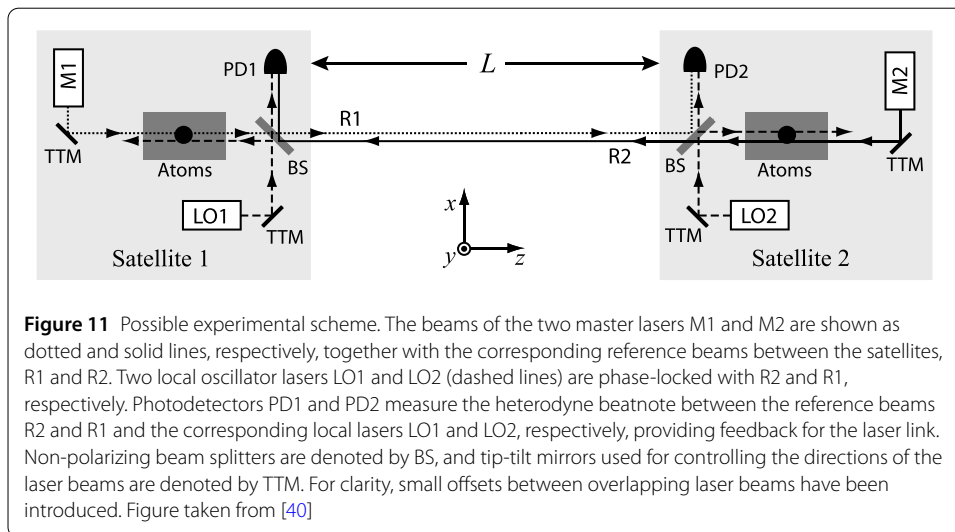 M1
PD1
L
PD2
M2
R1
TTM
Atoms
BS
R2
BS
Atoms
TTM
LO1
TTM
x
y
z
TTM
LO2
Satellite 1
Satellite 2
Figure 11 Possible experimental scheme. The beams of the two master lasers M1 and M2 are shown as
dotted and solid lines, respectively, together with the corresponding reference beams between the satellites,
R1 and R2. Two local oscillator lasers LO1 and LO2 (dashed lines) are phase-locked with R2 and R1,
respectively. Photodetectors PD1 and PD2 measure the heterodyne beatnote between the reference beams
R2 and R1 and the corresponding local lasers LO1 and LO2, respectively, providing feedback for the laser link.
Non-polarizing beam splitters are denoted by BS, and tip-tilt mirrors used for controlling the directions of the
laser beams are denoted by TTM. For clarity, small offsets between overlapping laser beams have been
introduced. Figure taken from [40]